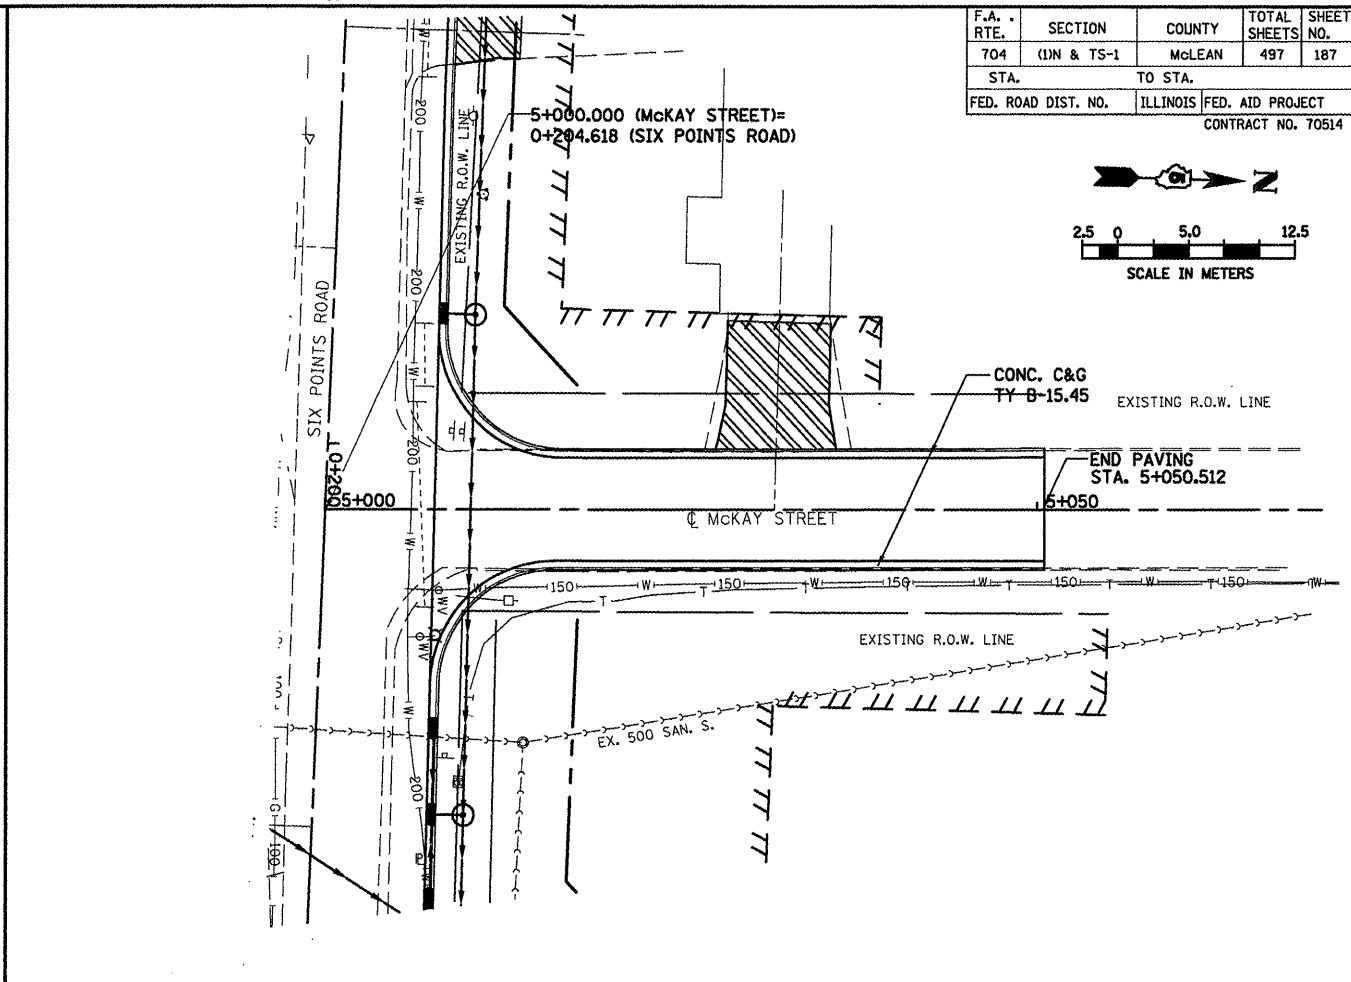 F.A. RTE. SECTION COUNTY TOTAL SHEETS SHEET NO.
704 (1)N & TS-1 McLEAN 497 187
STA. TO STA.
FED. ROAD DIST. NO. ILLINOIS FED. AID PROJECT
CONTRACT NO. 70514
N
2.5 0 5.0 12.5
SCALE IN METERS
5+000.000 (McKAY STREET)=
0+204.618 (SIX POINTS ROAD)
EXISTING R.O.W. LINE
SIX POINTS ROAD
W
200
W
200
W
200
W
W
200
CONC. C&G
TY B-15.45
EXISTING R.O.W. LINE
END PAVING
STA. 5+050.512
0+200
5+000
5+050
℄ McKAY STREET
W 150 W 150 W 150 W 150 W 150 W
T T T T T T
WV
WV
EXISTING R.O.W. LINE
EX. 500 SAN. S.
G
100